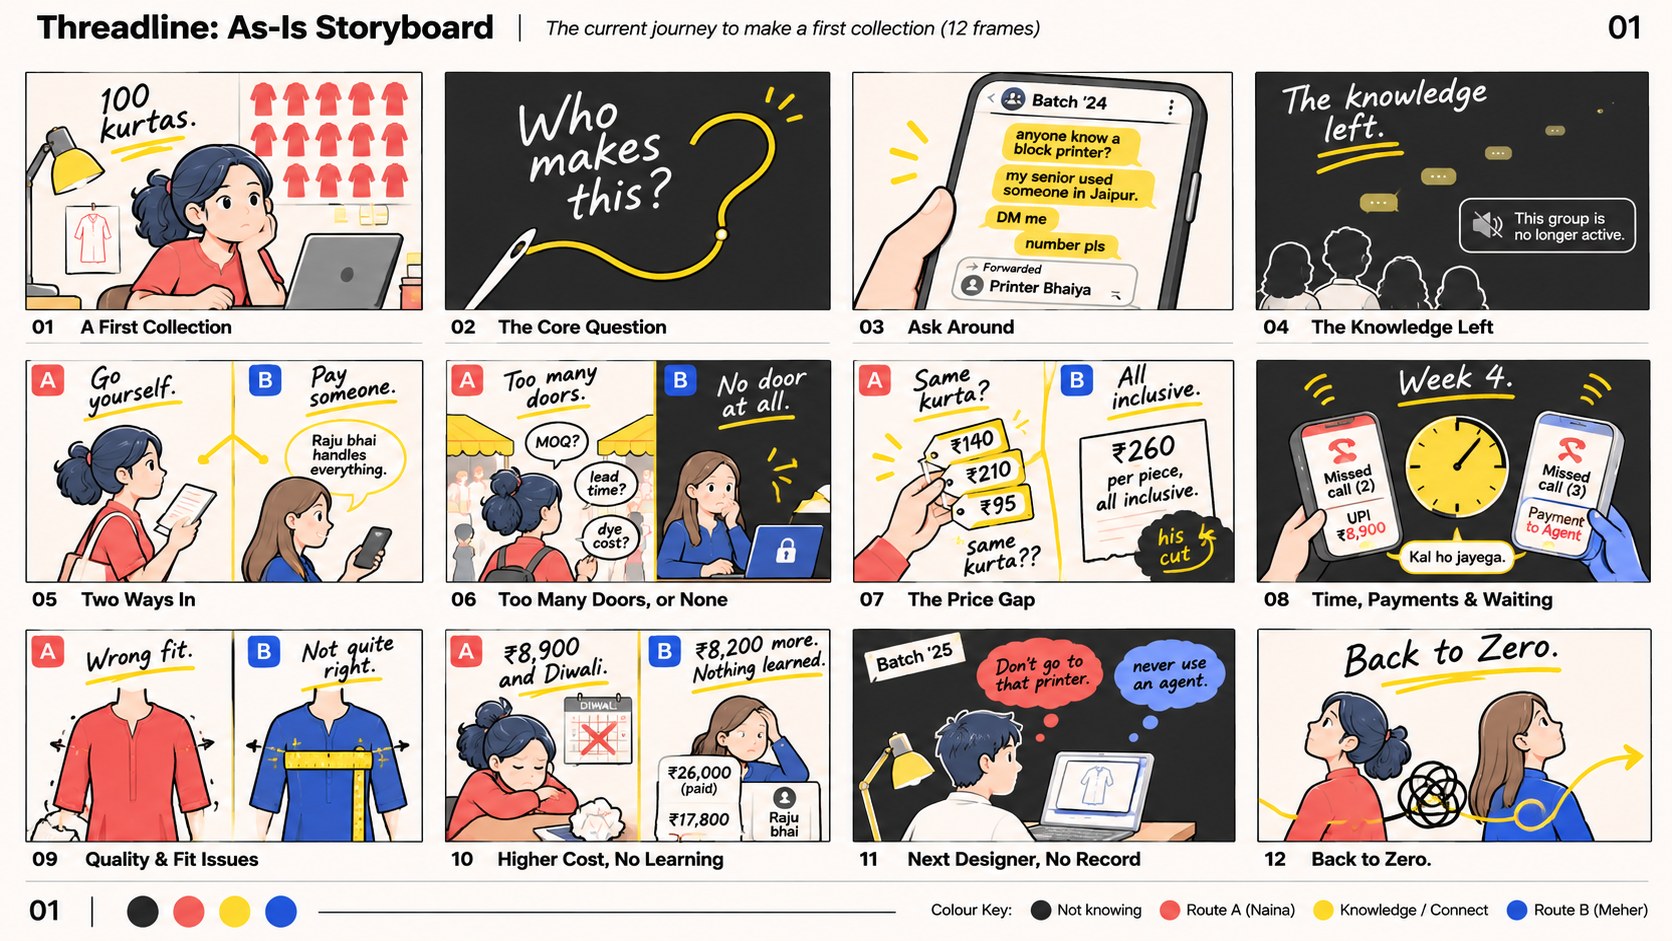 Threadline: As-Is Storyboard
The current journey to make a first collection (12 frames)
01
100
kurtas.
01 A First Collection
Who
makes
this?
02 The Core Question
Batch '24
anyone know a
block printer?
my senior used
someone in Jaipur.
DM me
number pls
Forwarded
Printer Bhaiya
03 Ask Around
The knowledge
left.
This group is
no longer active.
04 The Knowledge Left
A
Go
yourself.
B
Pay
someone.
Raju bhai
handles
everything.
05 Two Ways In
A
Too many
doors.
MOQ?
lead
time?
dye
cost?
B
No door
at all.
06 Too Many Doors, or None
A
Same
kurta?
₹140
₹210
₹95
same
kurta??
B
All
inclusive.
₹260
per piece,
all inclusive.
his
cut
07 The Price Gap
Week 4.
Missed
call (2)
UPI
₹8,900
Missed
call (3)
Payment
to Agent
Kal ho jayega.
08 Time, Payments & Waiting
A
Wrong fit.
B
Not quite
right.
09 Quality & Fit Issues
A
₹8,900
and Diwali.
DIWAL
B
₹8,200 more.
Nothing learned.
₹26,000
(paid)
₹17,800
Raju
bhai
10 Higher Cost, No Learning
Batch '25
Don't go to
that printer.
never use
an agent.
11 Next Designer, No Record
Back to Zero.
12 Back to Zero.
01
Colour Key:
Not knowing
Route A (Naina)
Knowledge / Connect
Route B (Meher)